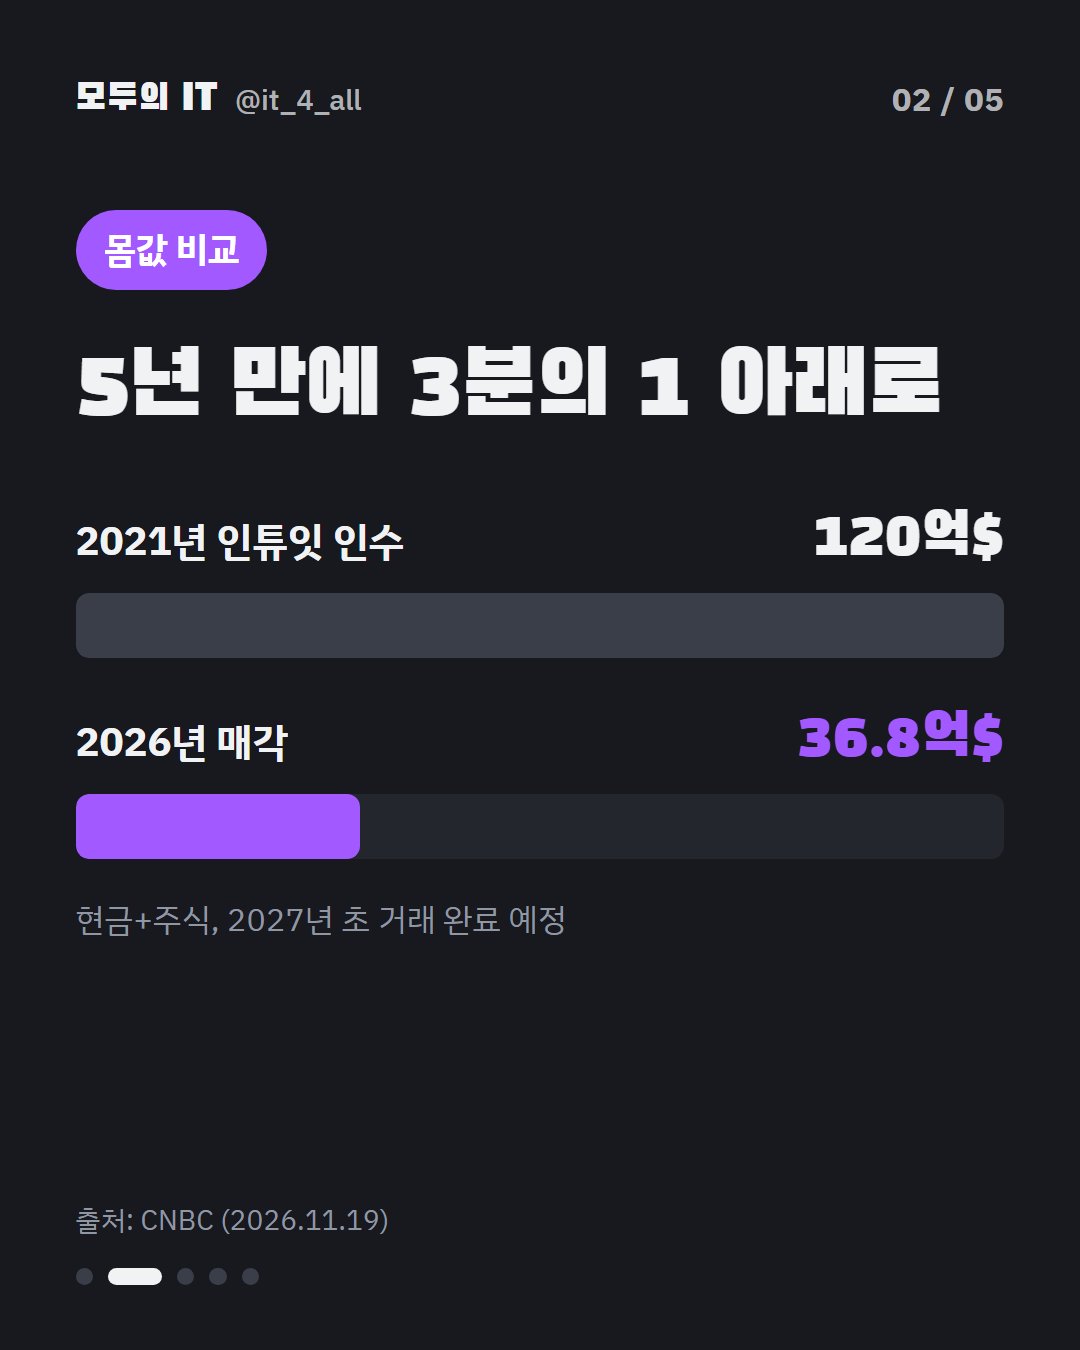 모두의 IT @it_4_all
02 / 05
몸값 비교
5년 만에 3분의 1 아래로
2021년 인튜잇 인수 120억$
2026년 매각 36.8억$
현금+주식, 2027년 초 거래 완료 예정
출처: CNBC (2026.11.19)